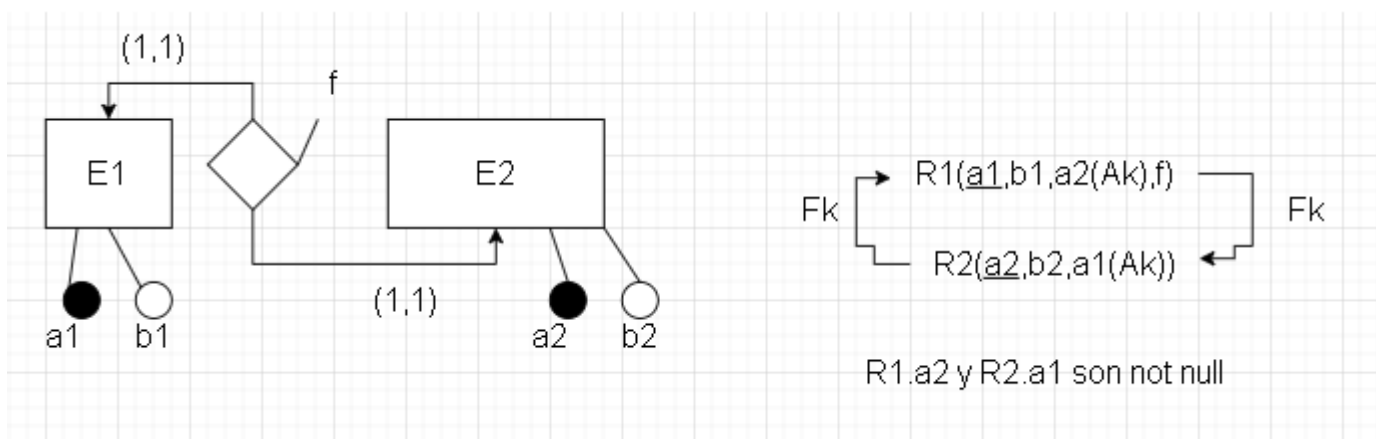 (1,1)
f
E1
E2
(1,1)
a1
b1
a2
b2
R1(a1,b1,a2(Ak),f)
Fk
Fk
R2(a2,b2,a1(Ak))
R1.a2 y R2.a1 son not null